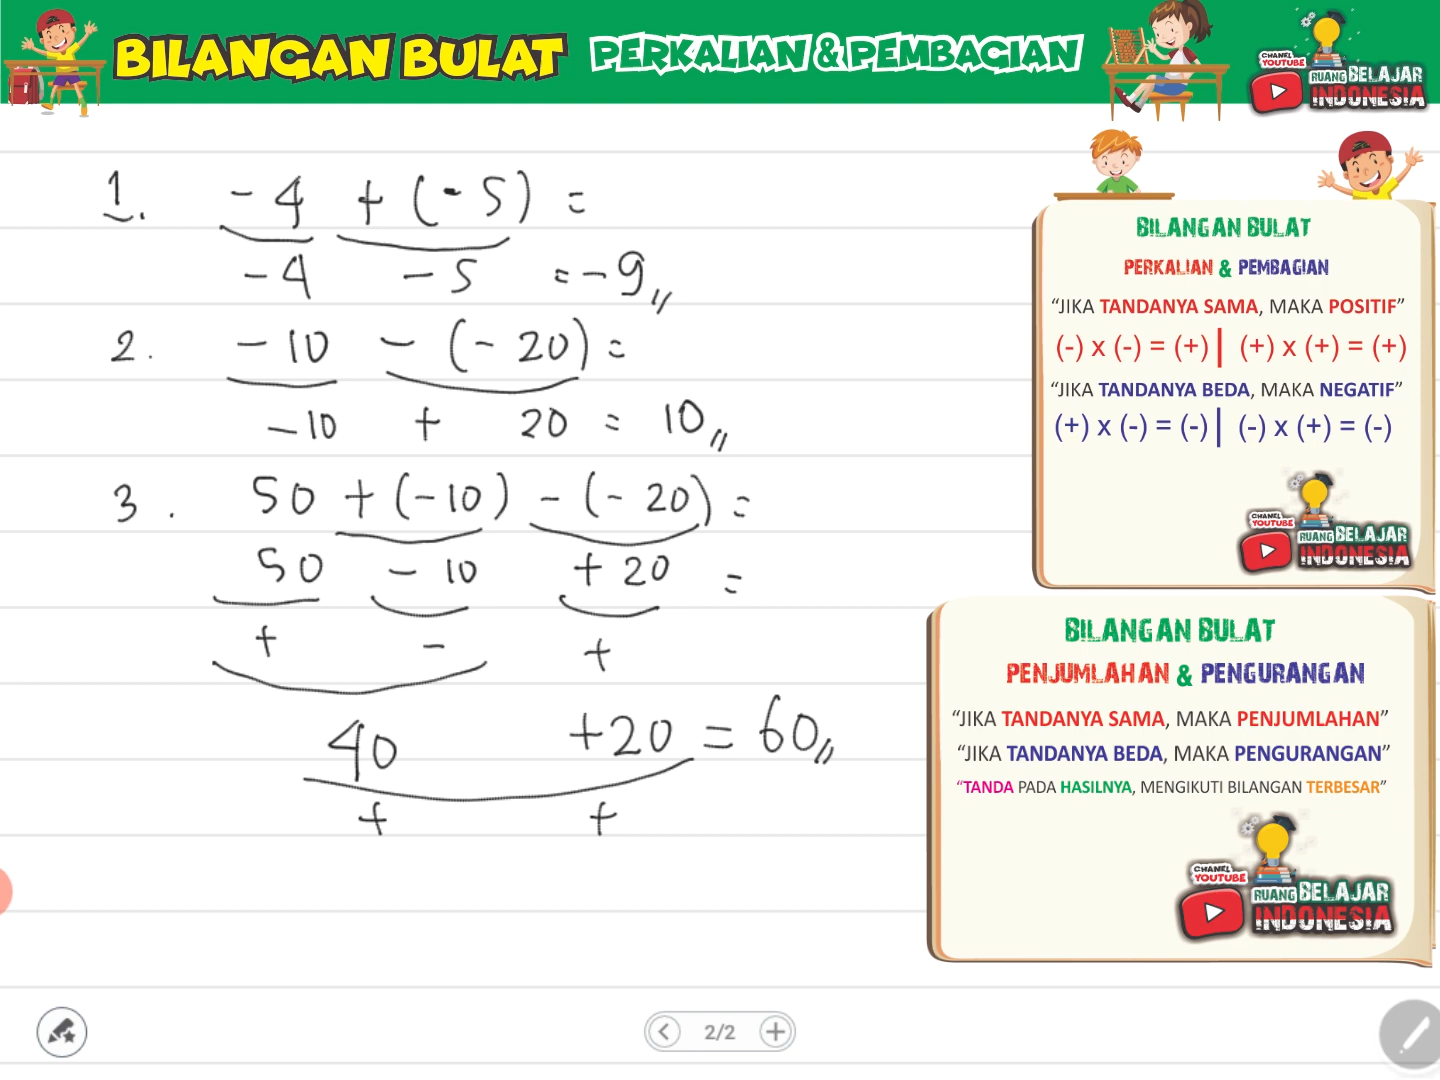 BILANGAN BULAT PERKALIAN & PEMBAGIAN
CHANEL YOUTUBE RUANG BELAJAR INDONESIA
1. -4 + (-5) =
-4 -5 = -9,,
2. -10 - (-20) =
-10 + 20 = 10,,
3. 50 + (-10) - (-20) =
50 - 10 + 20 =
+ - +
40 +20 = 60,,
+ +
BILANGAN BULAT
PERKALIAN & PEMBAGIAN
“JIKA TANDANYA SAMA, MAKA POSITIF”
(-) x (-) = (+) | (+) x (+) = (+)
“JIKA TANDANYA BEDA, MAKA NEGATIF”
(+) x (-) = (-) | (-) x (+) = (-)
CHANEL YOUTUBE RUANG BELAJAR INDONESIA
BILANGAN BULAT
PENJUMLAHAN & PENGURANGAN
“JIKA TANDANYA SAMA, MAKA PENJUMLAHAN”
“JIKA TANDANYA BEDA, MAKA PENGURANGAN”
“TANDA PADA HASILNYA, MENGIKUTI BILANGAN TERBESAR”
CHANEL YOUTUBE RUANG BELAJAR INDONESIA
2/2